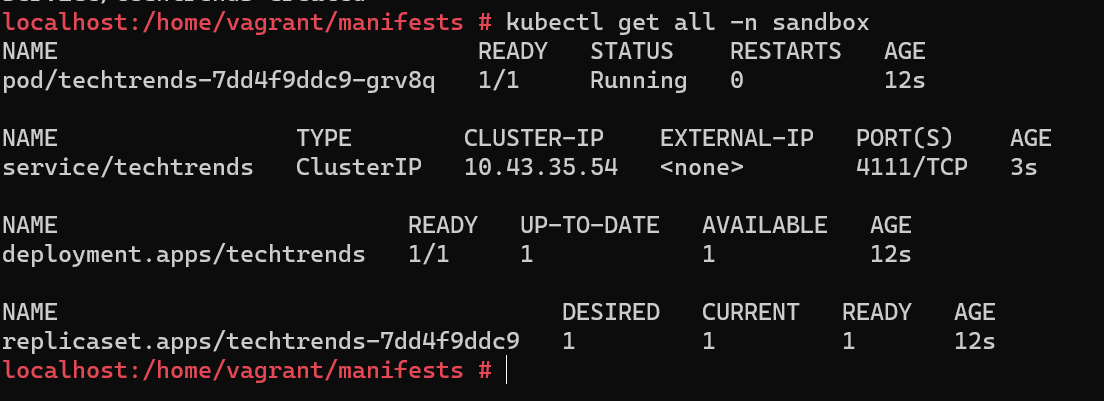 service/techtrends created
localhost:/home/vagrant/manifests # kubectl get all -n sandbox
NAME                              READY   STATUS    RESTARTS   AGE
pod/techtrends-7dd4f9ddc9-grv8q   1/1     Running   0          12s

NAME                 TYPE        CLUSTER-IP    EXTERNAL-IP   PORT(S)    AGE
service/techtrends   ClusterIP   10.43.35.54   <none>        4111/TCP   3s

NAME                         READY   UP-TO-DATE   AVAILABLE   AGE
deployment.apps/techtrends   1/1     1            1           12s

NAME                                    DESIRED   CURRENT   READY   AGE
replicaset.apps/techtrends-7dd4f9ddc9   1         1         1       12s
localhost:/home/vagrant/manifests #